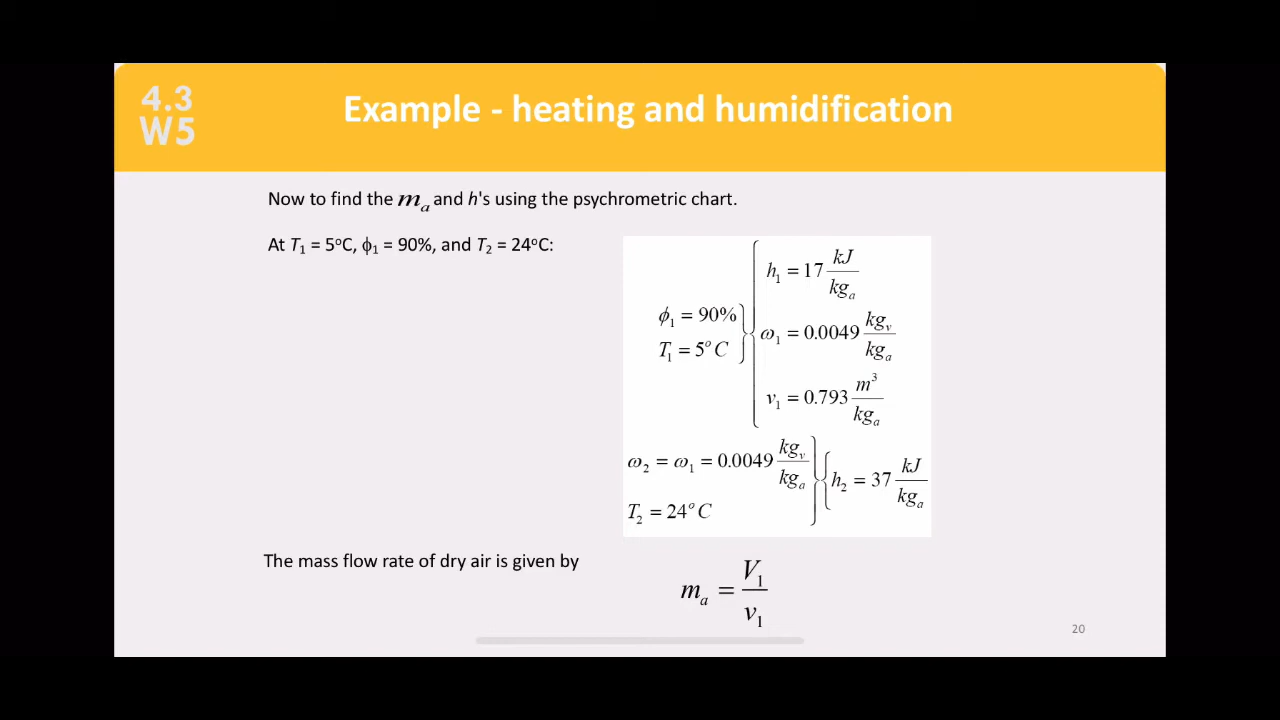 4.3
W5
Example - heating and humidification
Now to find the mₐ and h's using the psychrometric chart.
At T₁ = 5°C, ϕ₁ = 90%, and T₂ = 24°C:
h₁ = 17 kJ/kgₐ
ϕ₁ = 90%
T₁ = 5° C
ω₁ = 0.0049 kgᵥ/kgₐ
v₁ = 0.793 m³/kgₐ
ω₂ = ω₁ = 0.0049 kgᵥ/kgₐ
h₂ = 37 kJ/kgₐ
T₂ = 24° C
The mass flow rate of dry air is given by
mₐ = V₁/v₁
20